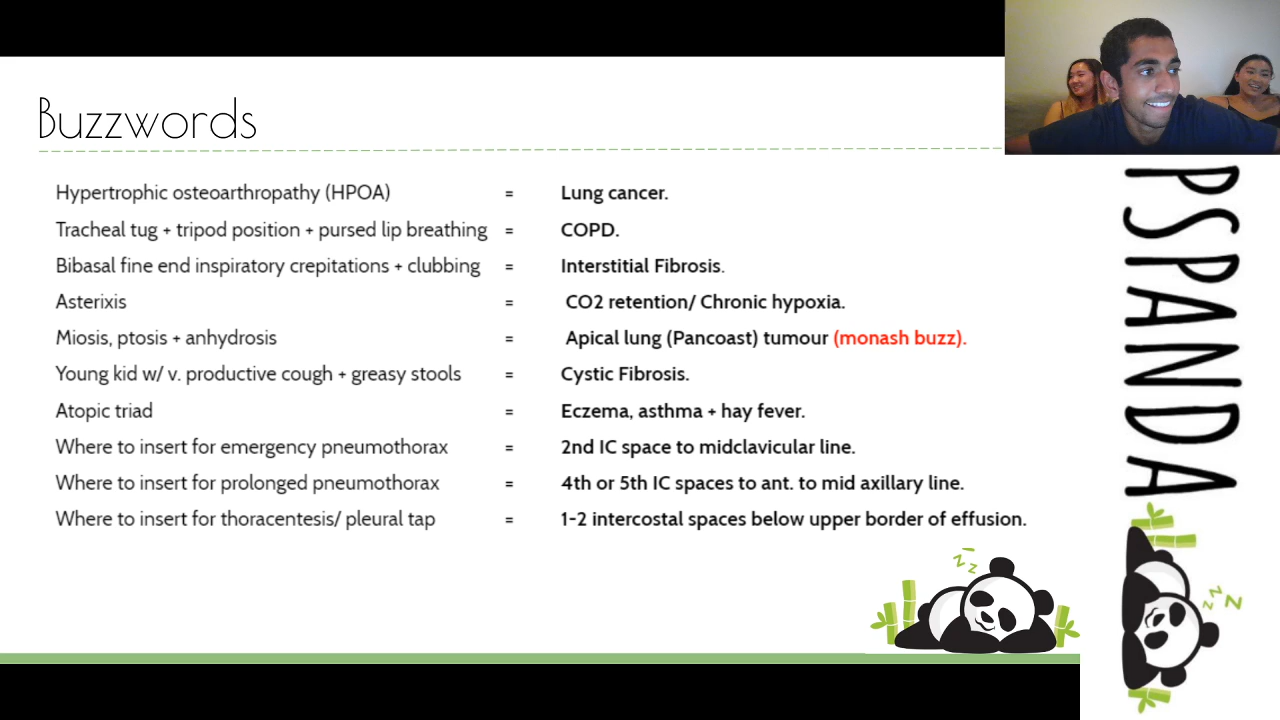 Buzzwords
Hypertrophic osteoarthropathy (HPOA) = Lung cancer.
Tracheal tug + tripod position + pursed lip breathing = COPD.
Bibasal fine end inspiratory crepitations + clubbing = Interstitial Fibrosis.
Asterixis = CO2 retention/ Chronic hypoxia.
Miosis, ptosis + anhydrosis = Apical lung (Pancoast) tumour (monash buzz).
Young kid w/ v. productive cough + greasy stools = Cystic Fibrosis.
Atopic triad = Eczema, asthma + hay fever.
Where to insert for emergency pneumothorax = 2nd IC space to midclavicular line.
Where to insert for prolonged pneumothorax = 4th or 5th IC spaces to ant. to mid axillary line.
Where to insert for thoracentesis/ pleural tap = 1-2 intercostal spaces below upper border of effusion.
z z
PSPANDA
z z z